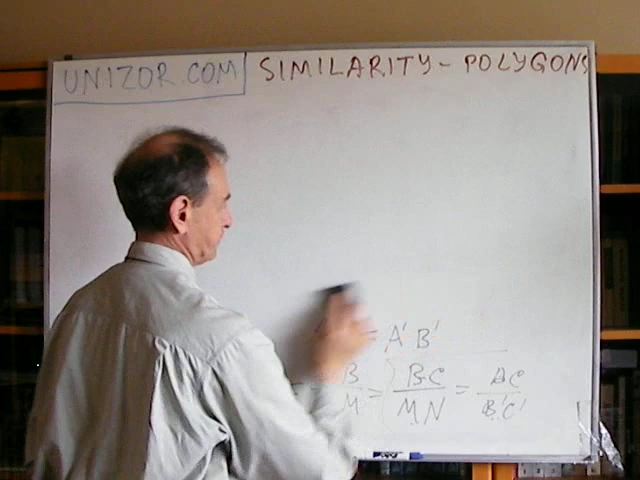 UNIZOR.COM SIMILARITY - POLYGONS
= A' B'
B/M = BC/MN = AC/B'C'